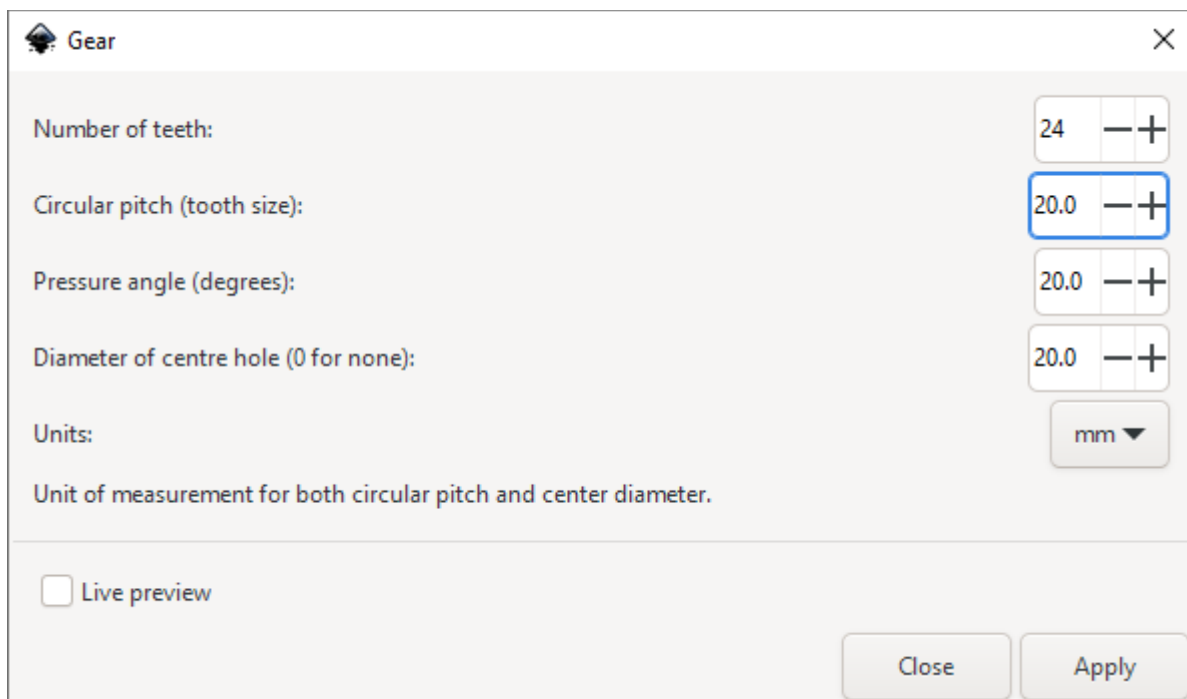 Gear
Number of teeth: 24
Circular pitch (tooth size): 20.0
Pressure angle (degrees): 20.0
Diameter of centre hole (0 for none): 20.0
Units: mm
Unit of measurement for both circular pitch and center diameter.
Live preview
Close Apply